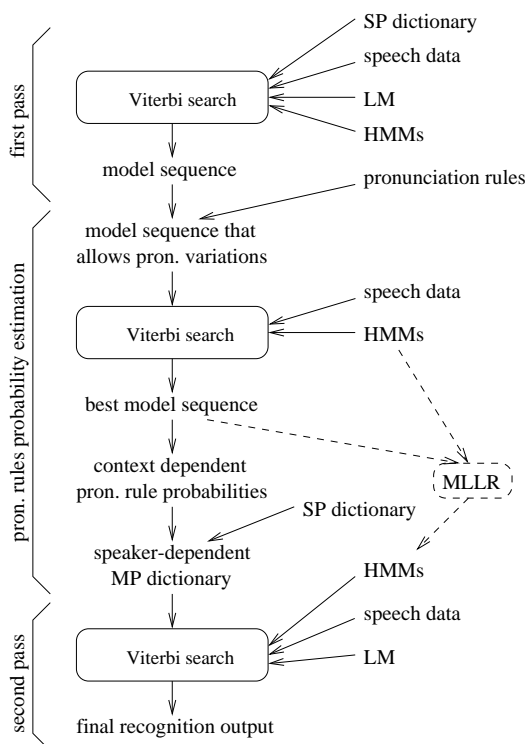 SP dictionary
speech data
first pass
Viterbi search
LM
HMMs
model sequence
pronunciation rules
model sequence that
allows pron. variations
pron. rules probability estimation
speech data
Viterbi search
HMMs
best model sequence
context dependent
pron. rule probabilities
MLLR
SP dictionary
speaker-dependent
MP dictionary
HMMs
speech data
second pass
Viterbi search
LM
final recognition output